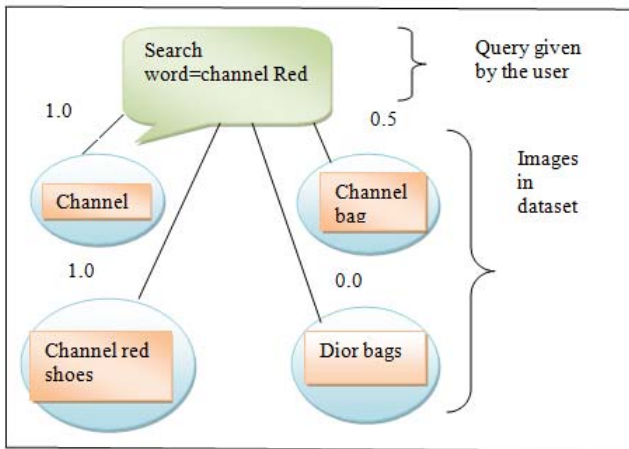 Search
word=channel Red
Query given
by the user
1.0
0.5
Images
in
dataset
Channel
Channel
bag
1.0
0.0
Channel red
shoes
Dior bags